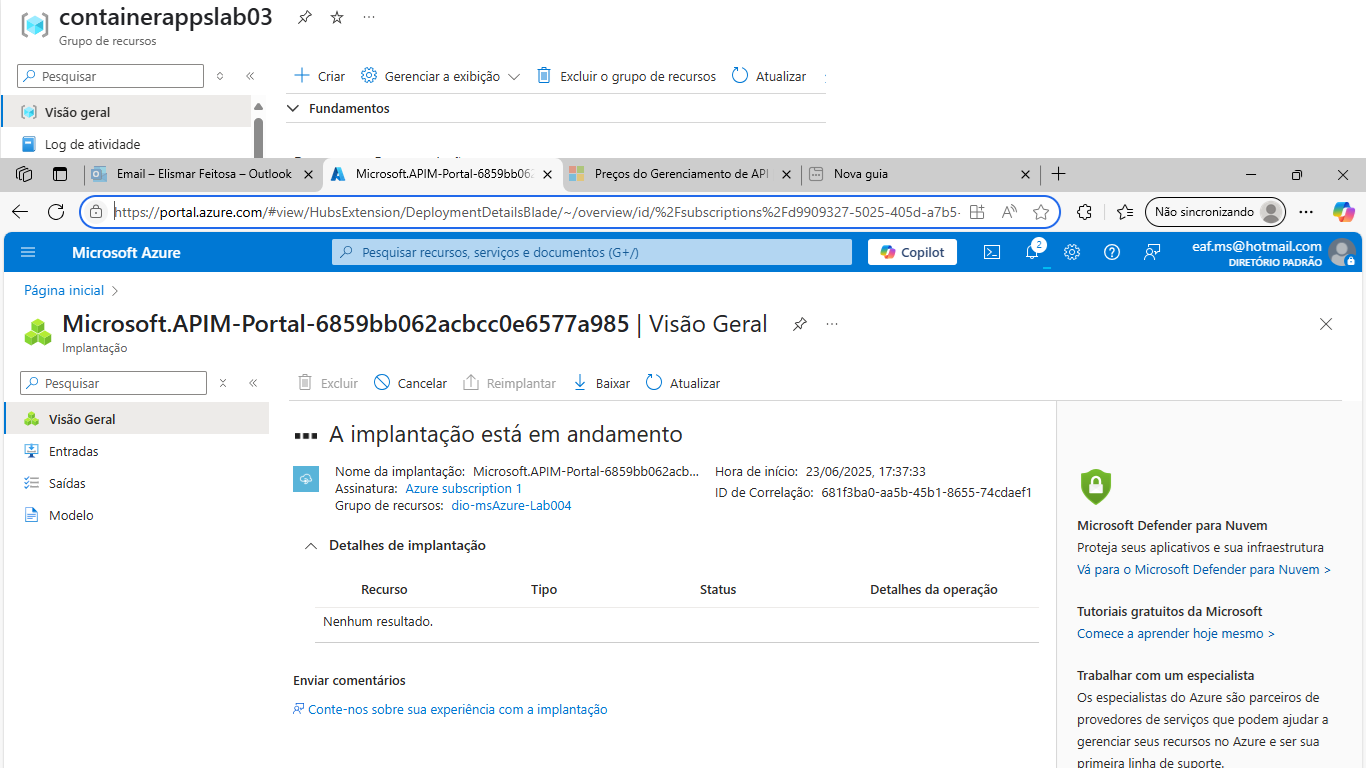 containerappslab03
Grupo de recursos
Pesquisar
Criar
Gerenciar a exibição
Excluir o grupo de recursos
Atualizar
Visão geral
Fundamentos
Log de atividade
Email – Elismar Feitosa – Outlook
Microsoft.APIM-Portal-6859bb062
Preços do Gerenciamento de API
Nova guia
https://portal.azure.com/#view/HubsExtension/DeploymentDetailsBlade/~/overview/id/%2Fsubscriptions%2Fd9909327-5025-405d-a7b5-
Não sincronizando
Microsoft Azure
Pesquisar recursos, serviços e documentos (G+/)
Copilot
2
eaf.ms@hotmail.com
DIRETÓRIO PADRÃO
Página inicial
Microsoft.APIM-Portal-6859bb062acbcc0e6577a985 | Visão Geral
Implantação
Pesquisar
Excluir
Cancelar
Reimplantar
Baixar
Atualizar
Visão Geral
Entradas
Saídas
Modelo
A implantação está em andamento
Nome da implantação: Microsoft.APIM-Portal-6859bb062acb...
Assinatura: Azure subscription 1
Grupo de recursos: dio-msAzure-Lab004
Hora de início: 23/06/2025, 17:37:33
ID de Correlação: 681f3ba0-aa5b-45b1-8655-74cdaef1
Detalhes de implantação
Recurso Tipo Status Detalhes da operação
Nenhum resultado.
Enviar comentários
Conte-nos sobre sua experiência com a implantação
Microsoft Defender para Nuvem
Proteja seus aplicativos e sua infraestrutura
Vá para o Microsoft Defender para Nuvem >
Tutoriais gratuitos da Microsoft
Comece a aprender hoje mesmo >
Trabalhar com um especialista
Os especialistas do Azure são parceiros de
provedores de serviços que podem ajudar a
gerenciar seus recursos no Azure e ser sua
primeira linha de suporte.